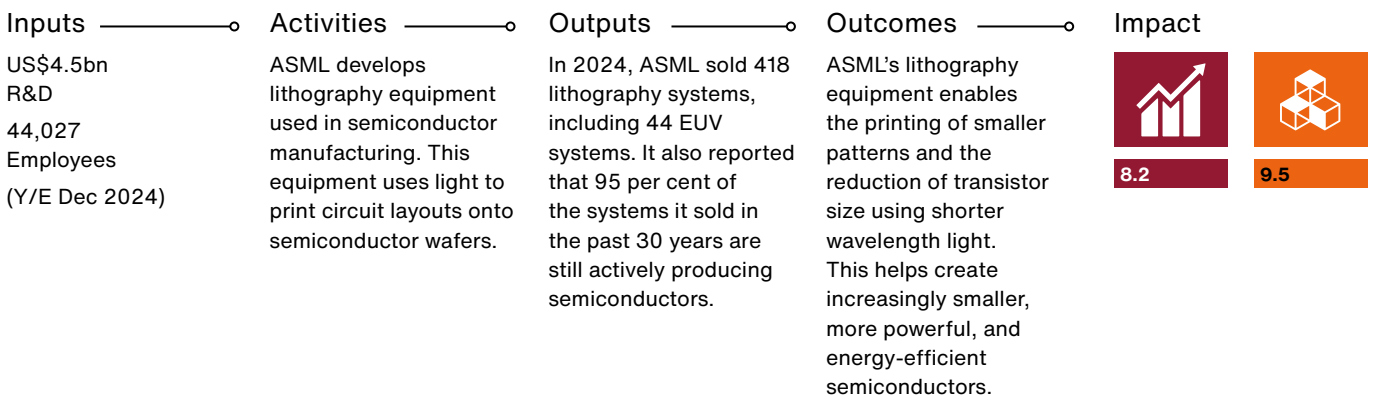 Inputs
US$4.5bn
R&D
44,027
Employees
(Y/E Dec 2024)
Activities
ASML develops
lithography equipment
used in semiconductor
manufacturing. This
equipment uses light to
print circuit layouts onto
semiconductor wafers.
Outputs
In 2024, ASML sold 418
lithography systems,
including 44 EUV
systems. It also reported
that 95 per cent of
the systems it sold in
the past 30 years are
still actively producing
semiconductors.
Outcomes
ASML’s lithography
equipment enables
the printing of smaller
patterns and the
reduction of transistor
size using shorter
wavelength light.
This helps create
increasingly smaller,
more powerful, and
energy-efficient
semiconductors.
Impact
8.2
9.5